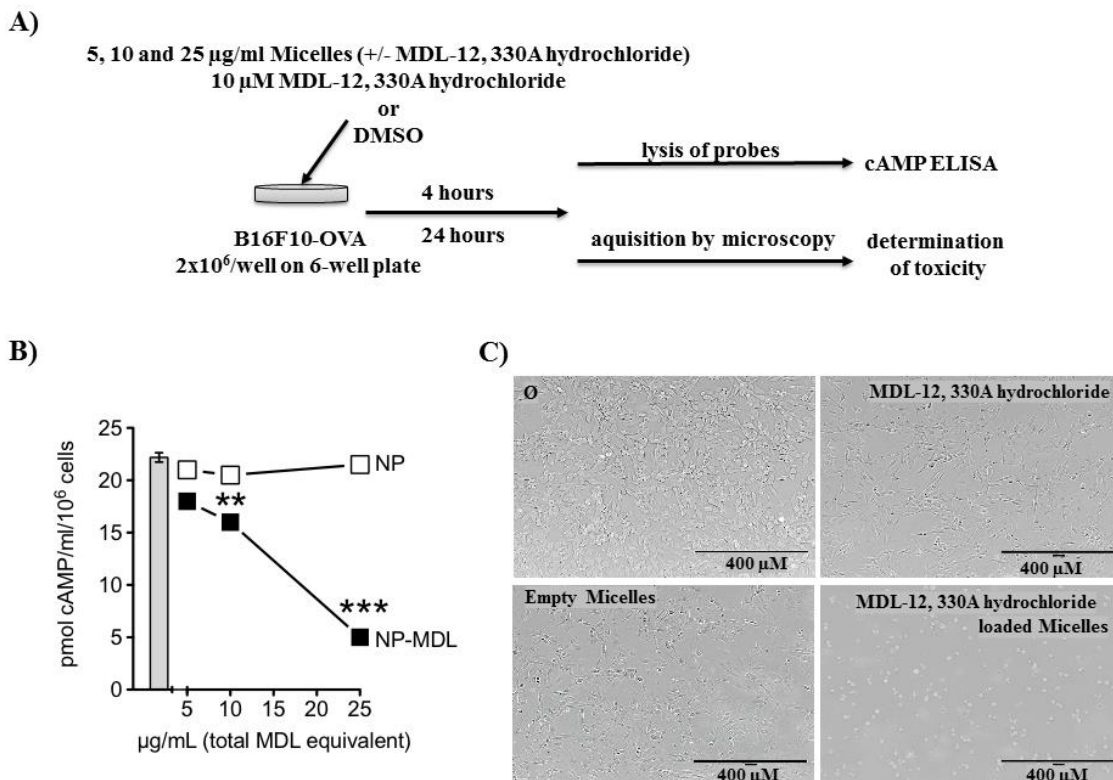 A)
5, 10 and 25 µg/ml Micelles (+/- MDL-12, 330A hydrochloride)
10 µM MDL-12, 330A hydrochloride
or
DMSO
lysis of probes
cAMP ELISA
4 hours
24 hours
B16F10-OVA
2x10⁶/well on 6-well plate
aquisition by microscopy
determination
of toxicity
B)
pmol cAMP/ml/10⁶ cells
25
20
15
10
5
0
NP
**
***
NP-MDL
5
10
15
20
25
µg/mL (total MDL equivalent)
C)
Ø
400 µM
MDL-12, 330A hydrochloride
400 µM
Empty Micelles
400 µM
MDL-12, 330A hydrochloride
loaded Micelles
400 µM